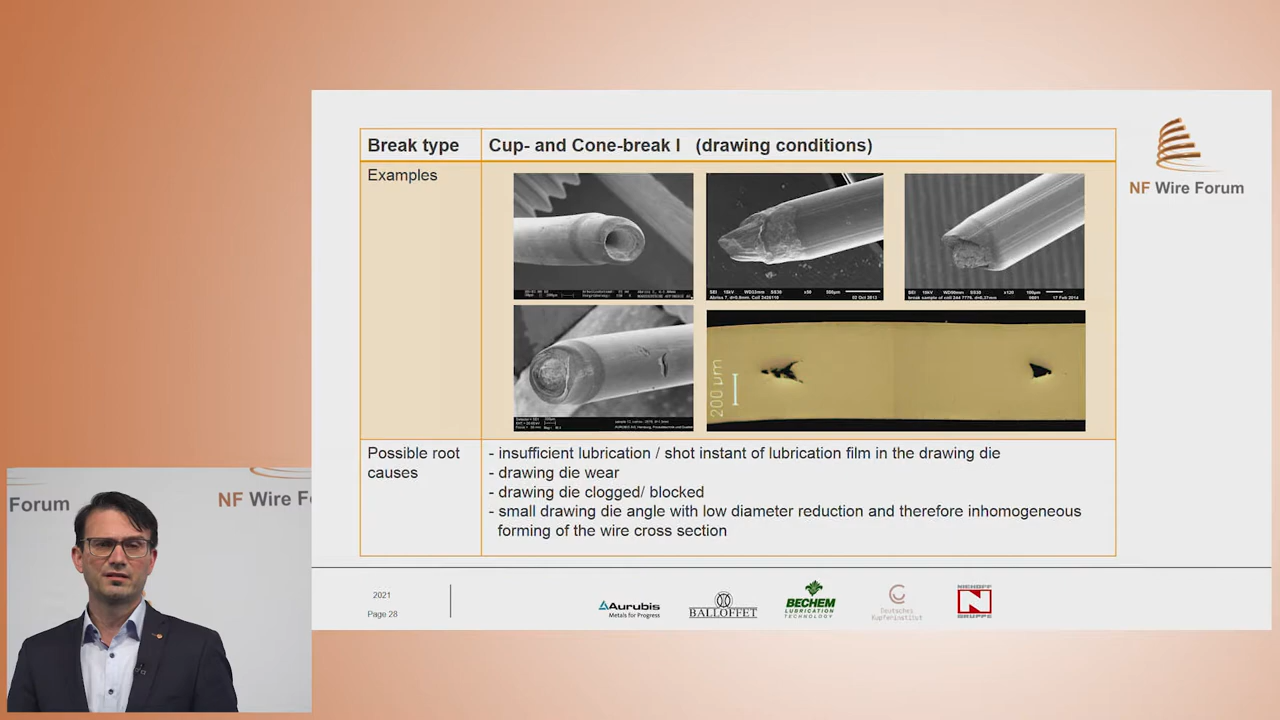 Break type
Cup- and Cone-break I (drawing conditions)
Examples
NF Wire Forum
200 µm
Possible root
causes
- insufficient lubrication / shot instant of lubrication film in the drawing die
- drawing die wear
- drawing die clogged/ blocked
- small drawing die angle with low diameter reduction and therefore inhomogeneous
forming of the wire cross section
Forum
NF Wire F
2021
Page 28
Aurubis
Metals for Progress
BALLOFFET
BECHEM
LUBRICATION
TECHNOLOGY
Deutsches
Kupferinstitut
NIEHOFF
N
GRUPPE